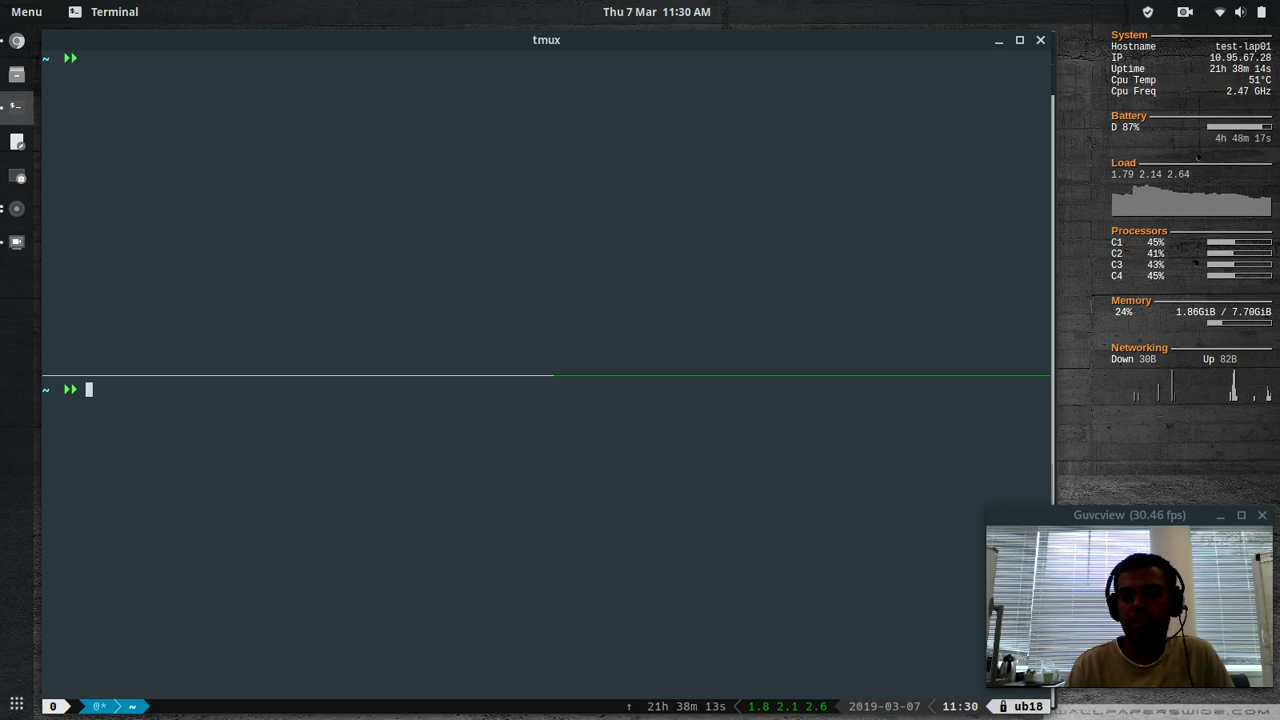 Menu Terminal Thu 7 Mar 11:30 AM
tmux
~
~
0 0* ~ ↑ 21h 38m 13s 1.8 2.1 2.6 2019-03-07 11:30 ub18
System
Hostname test-lap01
IP 10.95.67.28
Uptime 21h 38m 14s
Cpu Temp 51°C
Cpu Freq 2.47 GHz
Battery
D 87%
4h 48m 17s
Load
1.79 2.14 2.64
Processors
C1 45%
C2 41%
C3 43%
C4 45%
Memory
24% 1.86GiB / 7.70GiB
Networking
Down 30B Up 82B
Guvcview (30.46 fps)
WALLPAPERSWIDE.COM